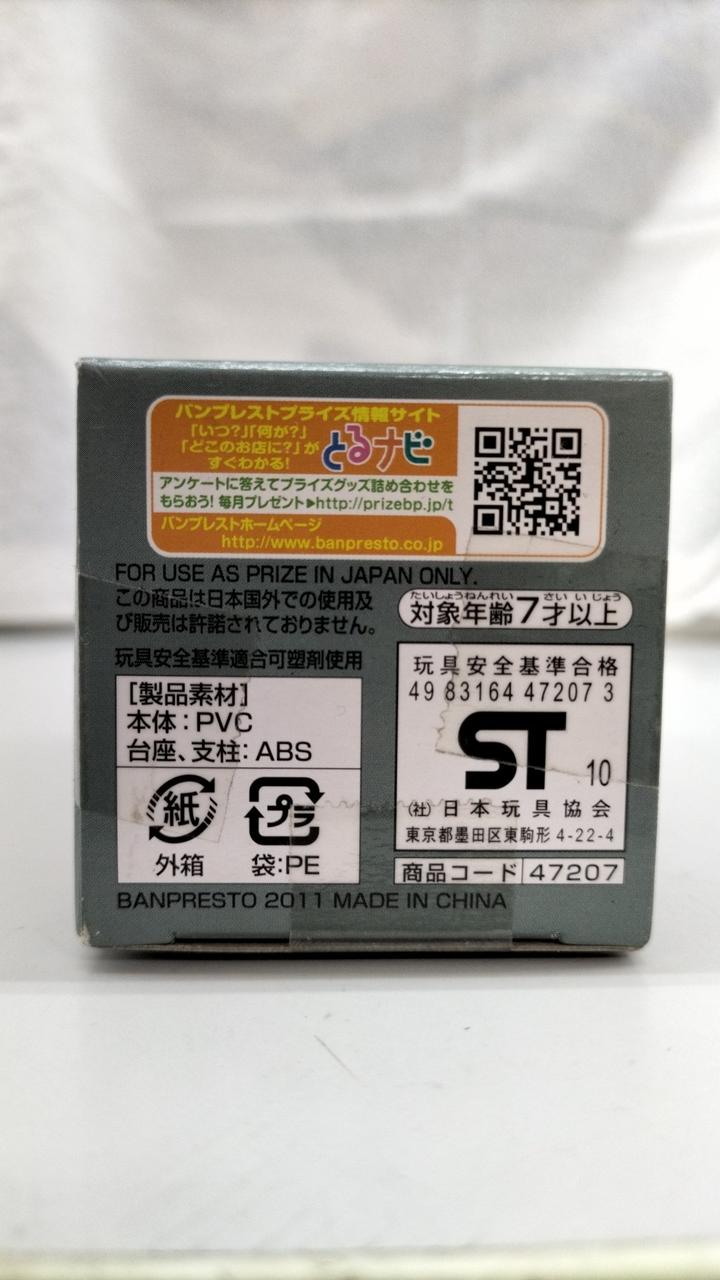 バンプレストプライズ情報サイト
「いつ?」「何が?」
「どこのお店に?」が
すぐわかる!
とるナビ
アンケートに答えてプライズグッズ詰め合わせを
もらおう! 毎月プレゼント▶http://prizebp.jp/t
バンプレストホームページ
http://www.banpresto.co.jp
FOR USE AS PRIZE IN JAPAN ONLY.
この商品は日本国外での使用及
び販売は許諾されておりません。
玩具安全基準適合可塑剤使用
[製品素材]
本体:PVC
台座、支柱:ABS
紙
外箱
プラ
袋:PE
たいしょうねんれい さい い じょう
対象年齢7才以上
玩具安全基準合格
49 83164 47207 3
ST
10
(社)日本玩具協会
東京都墨田区東駒形 4-22-4
商品コード 47207
BANPRESTO 2011 MADE IN CHINA